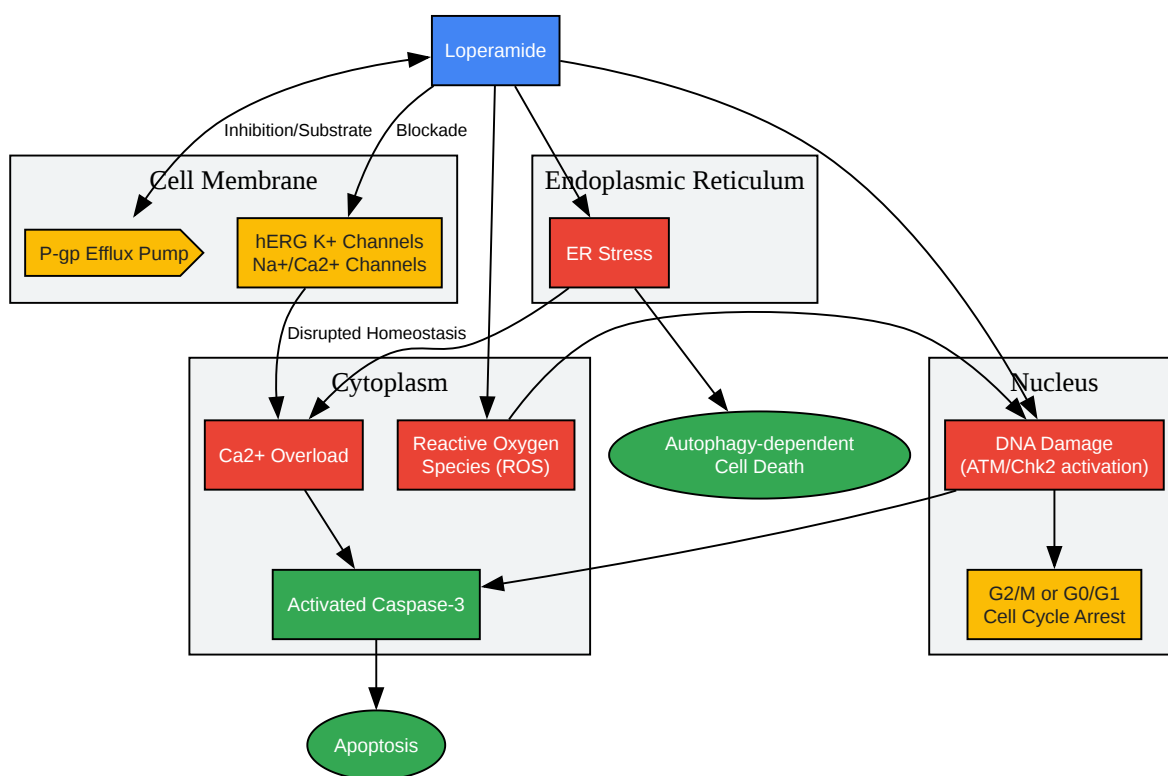 Loperamide
Inhibition/Substrate
Blockade
Cell Membrane
Endoplasmic Reticulum
P-gp Efflux Pump
hERG K+ Channels
Na+/Ca2+ Channels
ER Stress
Disrupted Homeostasis
Cytoplasm
Nucleus
Ca2+ Overload
Reactive Oxygen
Species (ROS)
Autophagy-dependent
Cell Death
DNA Damage
(ATM/Chk2 activation)
Activated Caspase-3
G2/M or G0/G1
Cell Cycle Arrest
Apoptosis